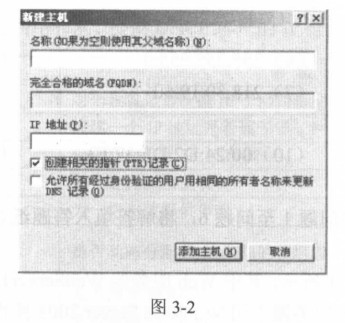 新建主机
名称(如果为空则使用其父域名称)(N):
完全合格的域名(FQDN):
IP 地址(P):
创建相关的指针(PTR)记录(C)
允许所有经过身份验证的用户用相同的所有者名称来更新
DNS 记录(O)
添加主机(H) 取消
图 3-2